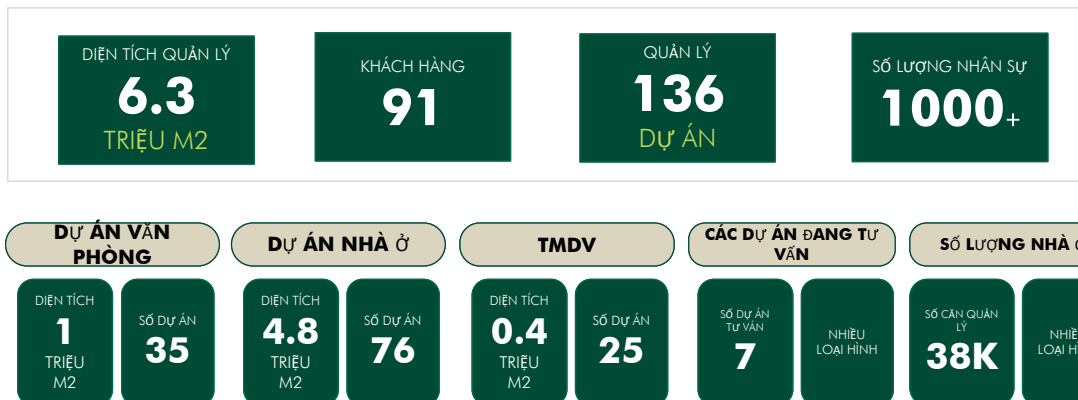 DIỆN TÍCH QUẢN LÝ
6.3
TRIỆU M2
KHÁCH HÀNG
91
QUẢN LÝ
136
DỰ ÁN
SỐ LƯỢNG NHÂN SỰ
1000+
DỰ ÁN VĂN
PHÒNG
DIỆN TÍCH
1
TRIỆU
M2
SỐ DỰ ÁN
35
DỰ ÁN NHÀ Ở
DIỆN TÍCH
4.8
TRIỆU
M2
SỐ DỰ ÁN
76
TMDV
DIỆN TÍCH
0.4
TRIỆU
M2
SỐ DỰ ÁN
25
CÁC DỰ ÁN ĐANG TƯ
VẤN
SỐ DỰ ÁN
TƯ VẤN
7
NHIỀU
LOẠI HÌNH
SỐ LƯỢNG NHÀ
SỐ CĂN QUẢN
LÝ
38K
LOẠI